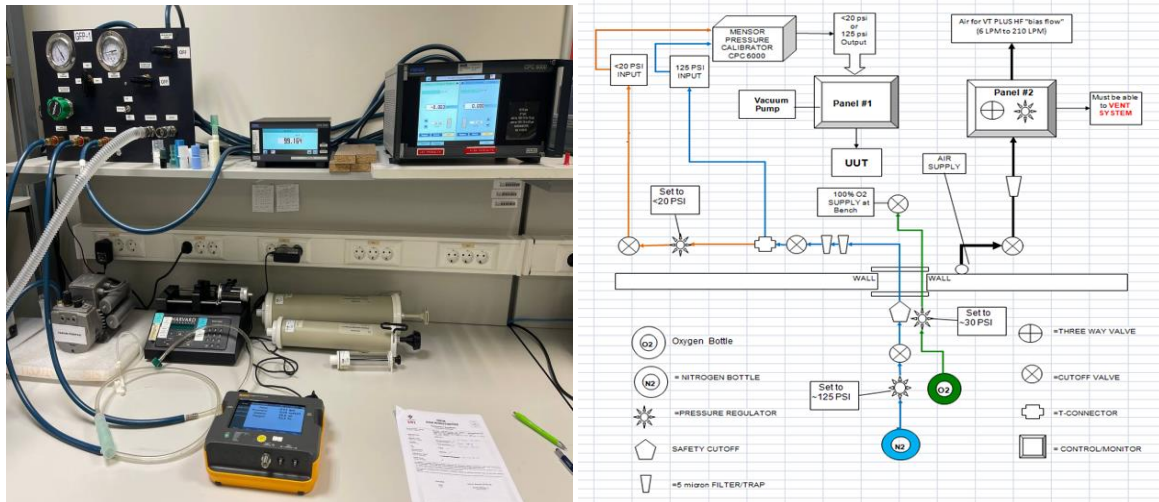 GFP-1
OFF
OFF
99.101
HARVARD
Air for VT PLUS HF "bias flow"
(6 LPM to 210 LPM)
<20 psi
or
125 psi
Output
MENSOR
PRESSURE
CALIBRATOR
CPC 6000
<20 PSI
INPUT
125 PSI
INPUT
Vacuum
Pump
Panel #1
Panel #2
Must be able
to VENT
SYSTEM
UUT
AIR
SUPPLY
100% O2
SUPPLY at
Bench
Set to
<20 PSI
WALL
WALL
Set to
~30 PSI
Set to
~125 PSI
O2
N2
O2
Oxygen Bottle
N2
= NITROGEN BOTTLE
=PRESSURE REGULATOR
SAFETY CUTOFF
=5 micron FILTER/TRAP
=THREE WAY VALVE
=CUTOFF VALVE
=T-CONNECTOR
= CONTROL/MONITOR